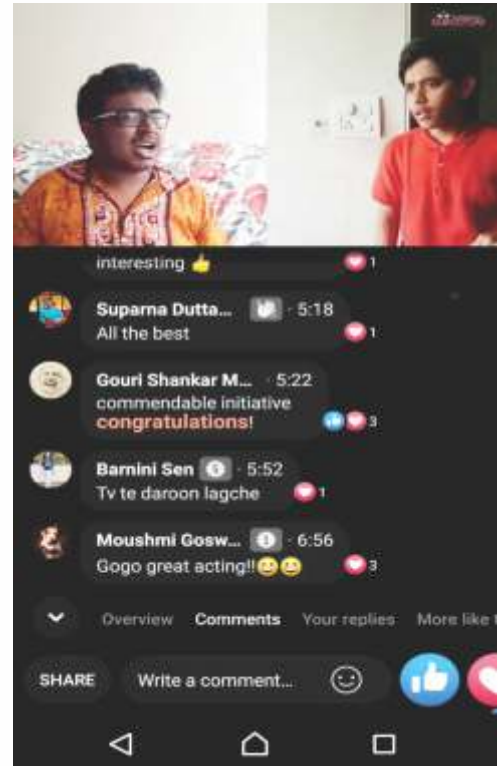 interesting 👍 1
Suparna Dutta... · 5:18
All the best 1
Gouri Shankar M... · 5:22
commendable initiative
congratulations! 3
Barnini Sen · 5:52
Tv te daroon lagche 1
Moushmi Gosw... · 6:56
Gogo great acting!!😀😀 3
Overview Comments Your replies More like t
SHARE Write a comment...